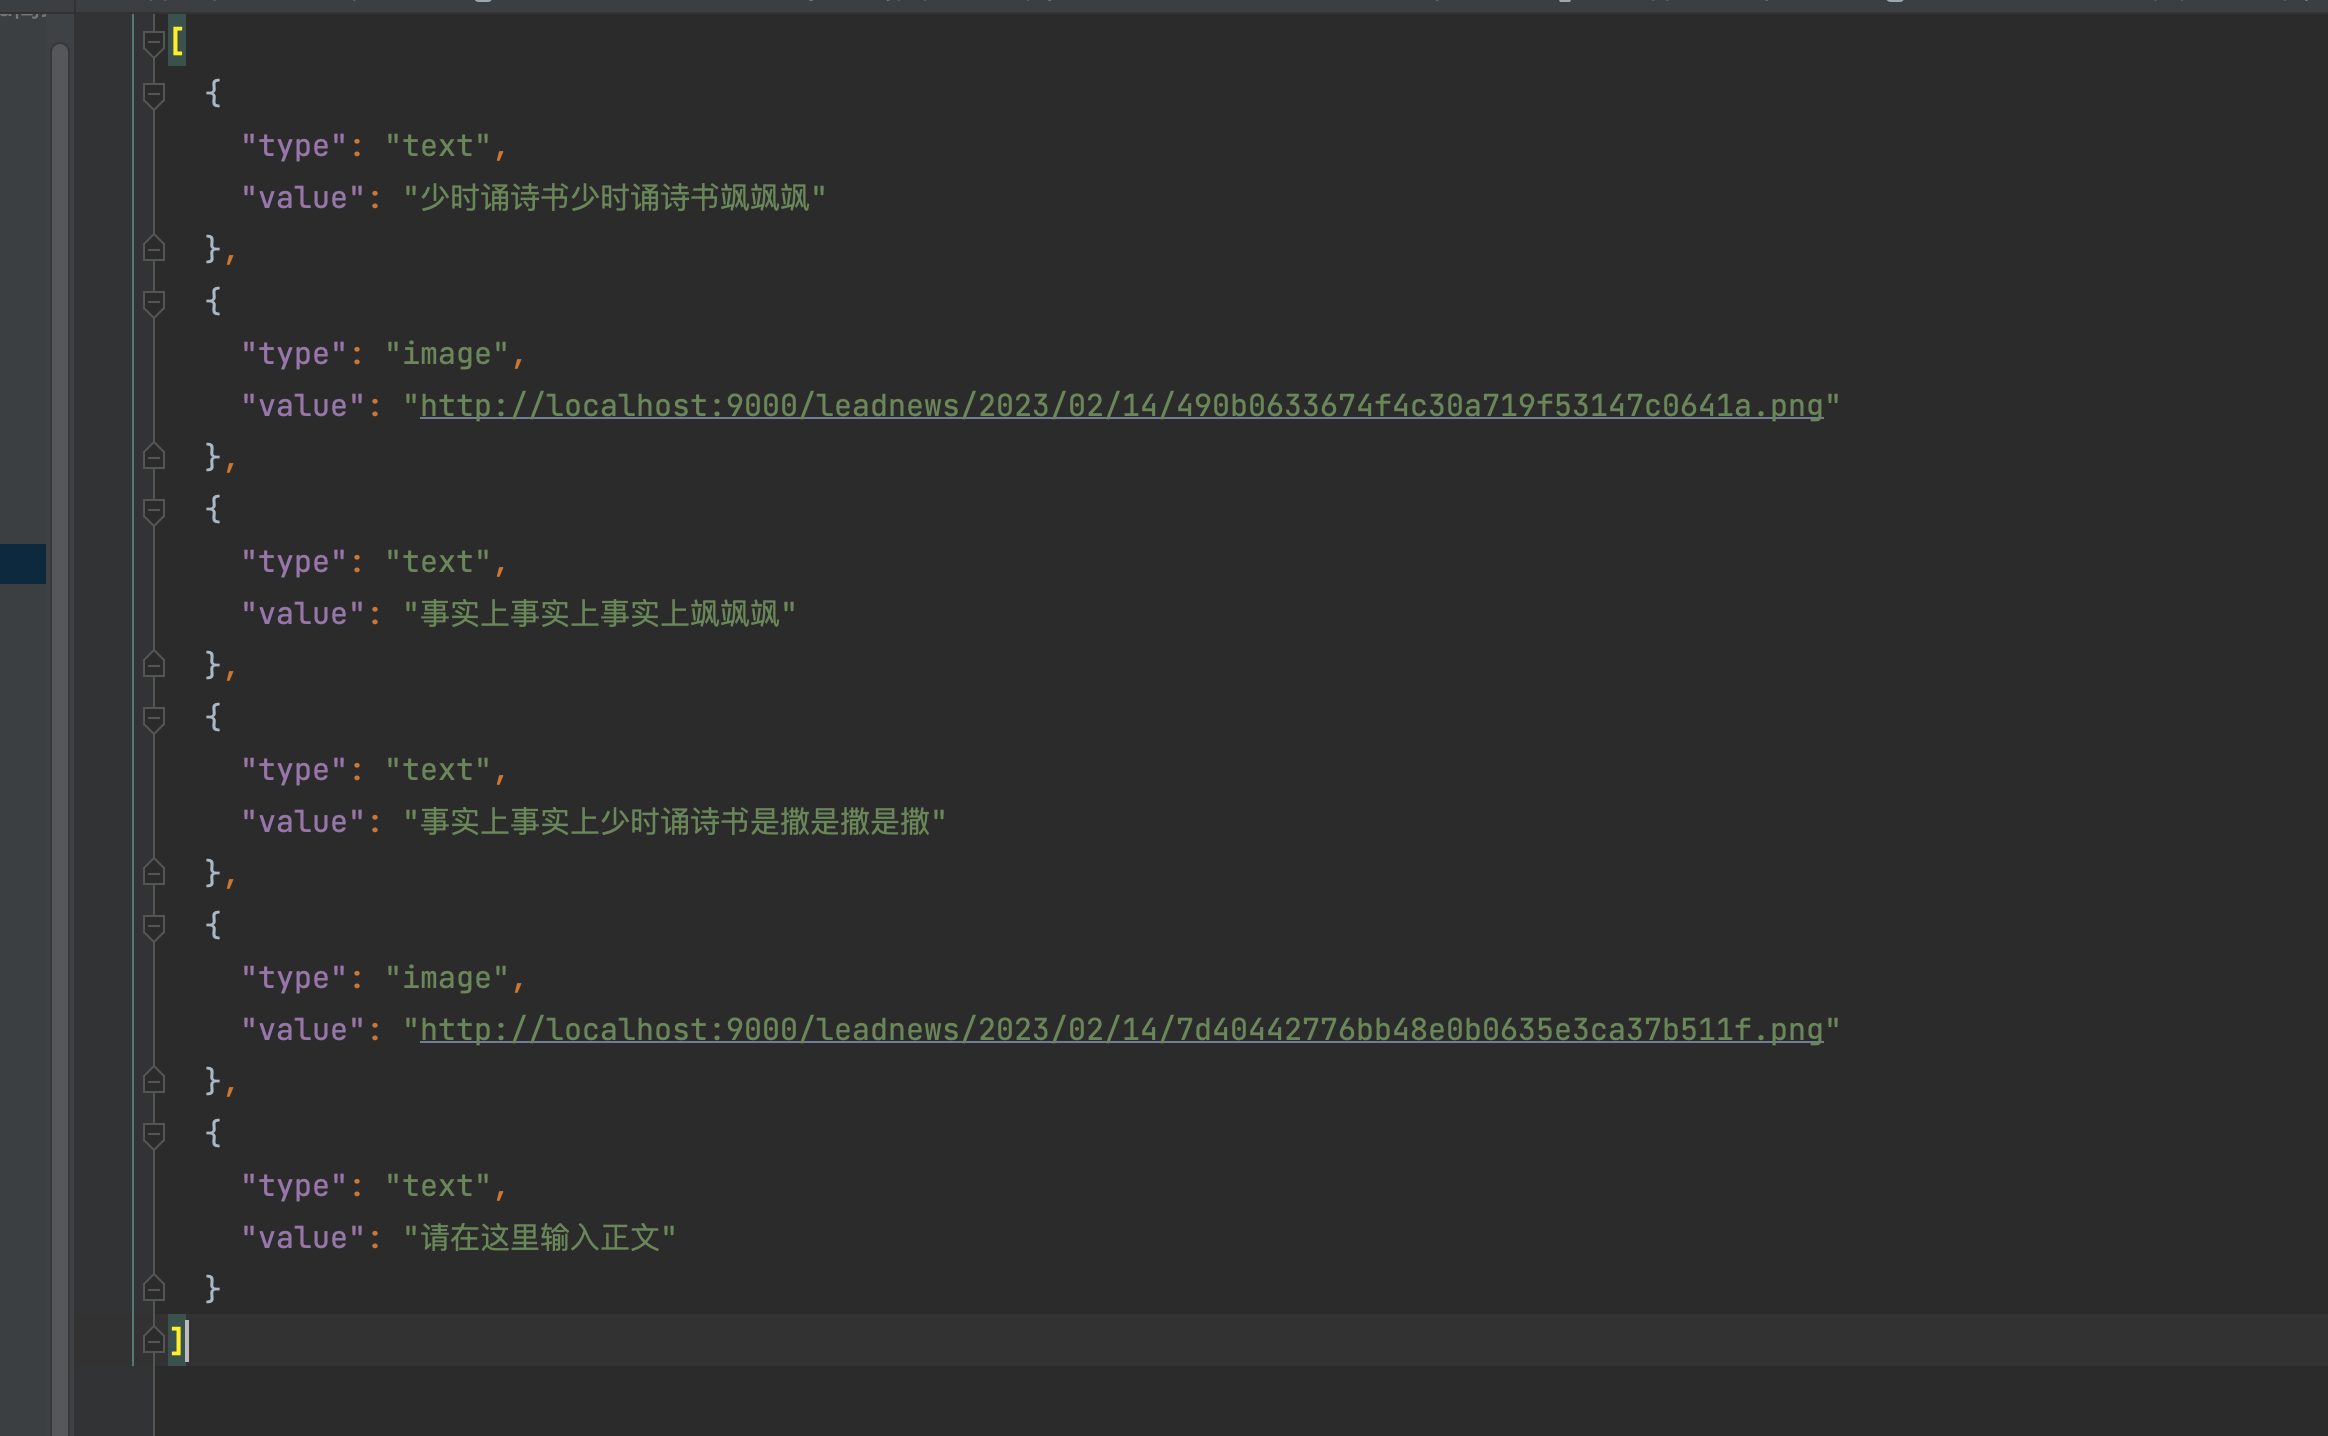 [
{
"type": "text",
"value": "少时诵诗书少时诵诗书飒飒飒"
},
{
"type": "image",
"value": "http://localhost:9000/leadnews/2023/02/14/490b0633674f4c30a719f53147c0641a.png"
},
{
"type": "text",
"value": "事实上事实上事实上飒飒飒"
},
{
"type": "text",
"value": "事实上事实上少时诵诗书是撒是撒是撒"
},
{
"type": "image",
"value": "http://localhost:9000/leadnews/2023/02/14/7d40442776bb48e0b0635e3ca37b511f.png"
},
{
"type": "text",
"value": "请在这里输入正文"
}
]